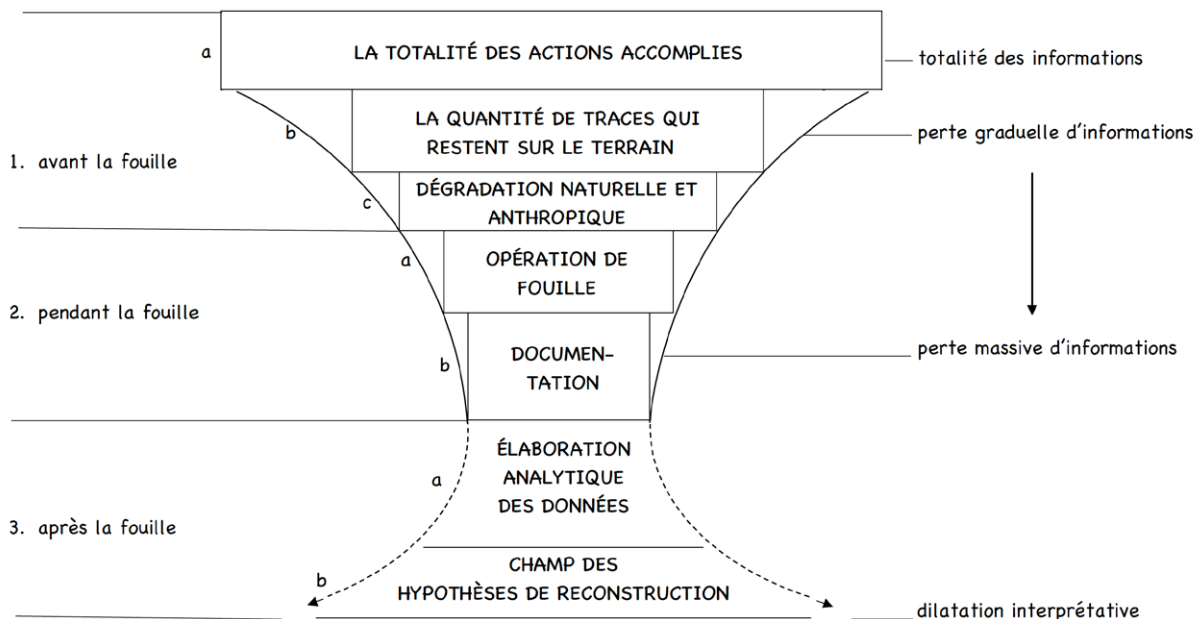 a
LA TOTALITÉ DES ACTIONS ACCOMPLIES
totalité des informations
b
LA QUANTITÉ DE TRACES QUI
RESTENT SUR LE TERRAIN
perte graduelle d'informations
1. avant la fouille
c
DÉGRADATION NATURELLE ET
ANTHROPIQUE
a
OPÉRATION DE
FOUILLE
2. pendant la fouille
b
DOCUMEN-
TATION
perte massive d'informations
a
ÉLABORATION
ANALYTIQUE
DES DONNÉES
3. après la fouille
b
CHAMP DES
HYPOTHÈSES DE RECONSTRUCTION
dilatation interprétative